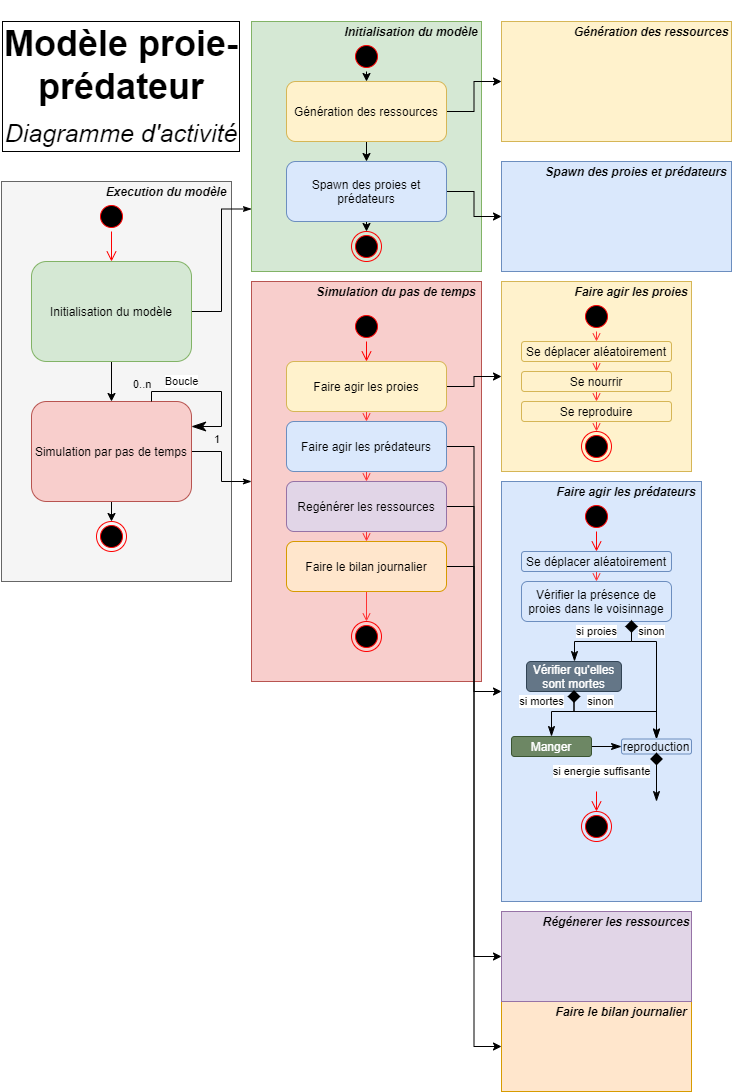 Modèle proie-
prédateur
Diagramme d'activité
Execution du modèle
Initialisation du modèle
0..n
Boucle
Simulation par pas de temps
1
Initialisation du modèle
Génération des ressources
Spawn des proies et
prédateurs
Simulation du pas de temps
Faire agir les proies
Faire agir les prédateurs
Regénérer les ressources
Faire le bilan journalier
Génération des ressources
Spawn des proies et prédateurs
Faire agir les proies
Se déplacer aléatoirement
Se nourrir
Se reproduire
Faire agir les prédateurs
Se déplacer aléatoirement
Vérifier la présence de
proies dans le voisinnage
si proies
sinon
Vérifier qu'elles
sont mortes
si mortes
sinon
Manger
reproduction
si energie suffisante
Régénerer les ressources
Faire le bilan journalier